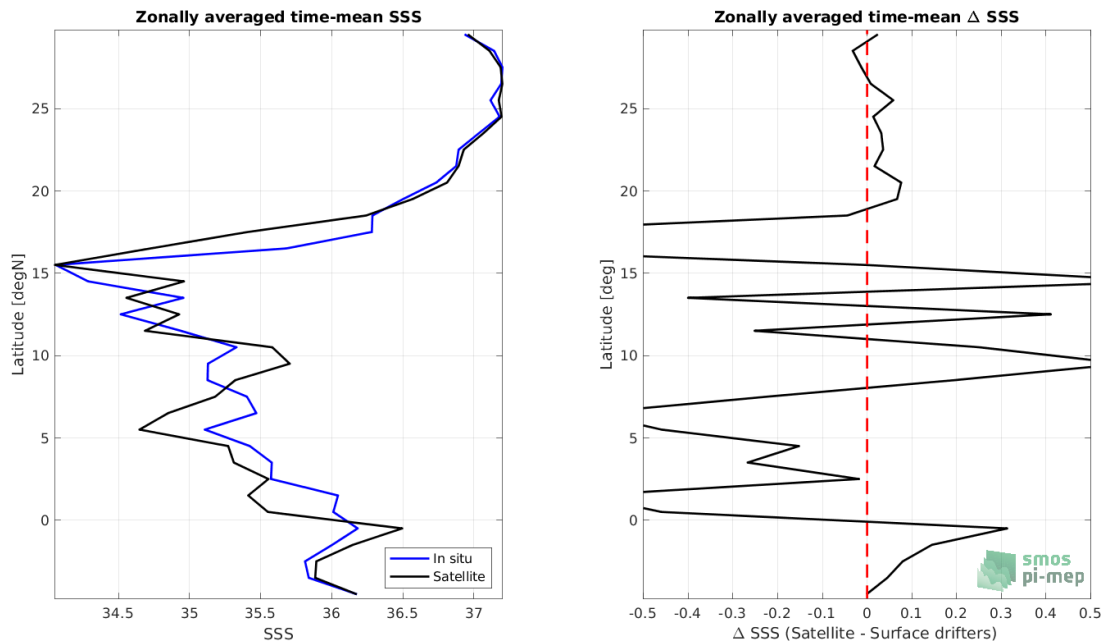 Zonally averaged time-mean SSS
Latitude [degN]
25
20
15
10
5
0
34.5
35
35.5
36
36.5
37
SSS
In situ
Satellite
Zonally averaged time-mean Δ SSS
Latitude [deg]
25
20
15
10
5
0
-0.5
-0.4
-0.3
-0.2
-0.1
0
0.1
0.2
0.3
0.4
0.5
Δ SSS (Satellite - Surface drifters)
smos
pi-mep